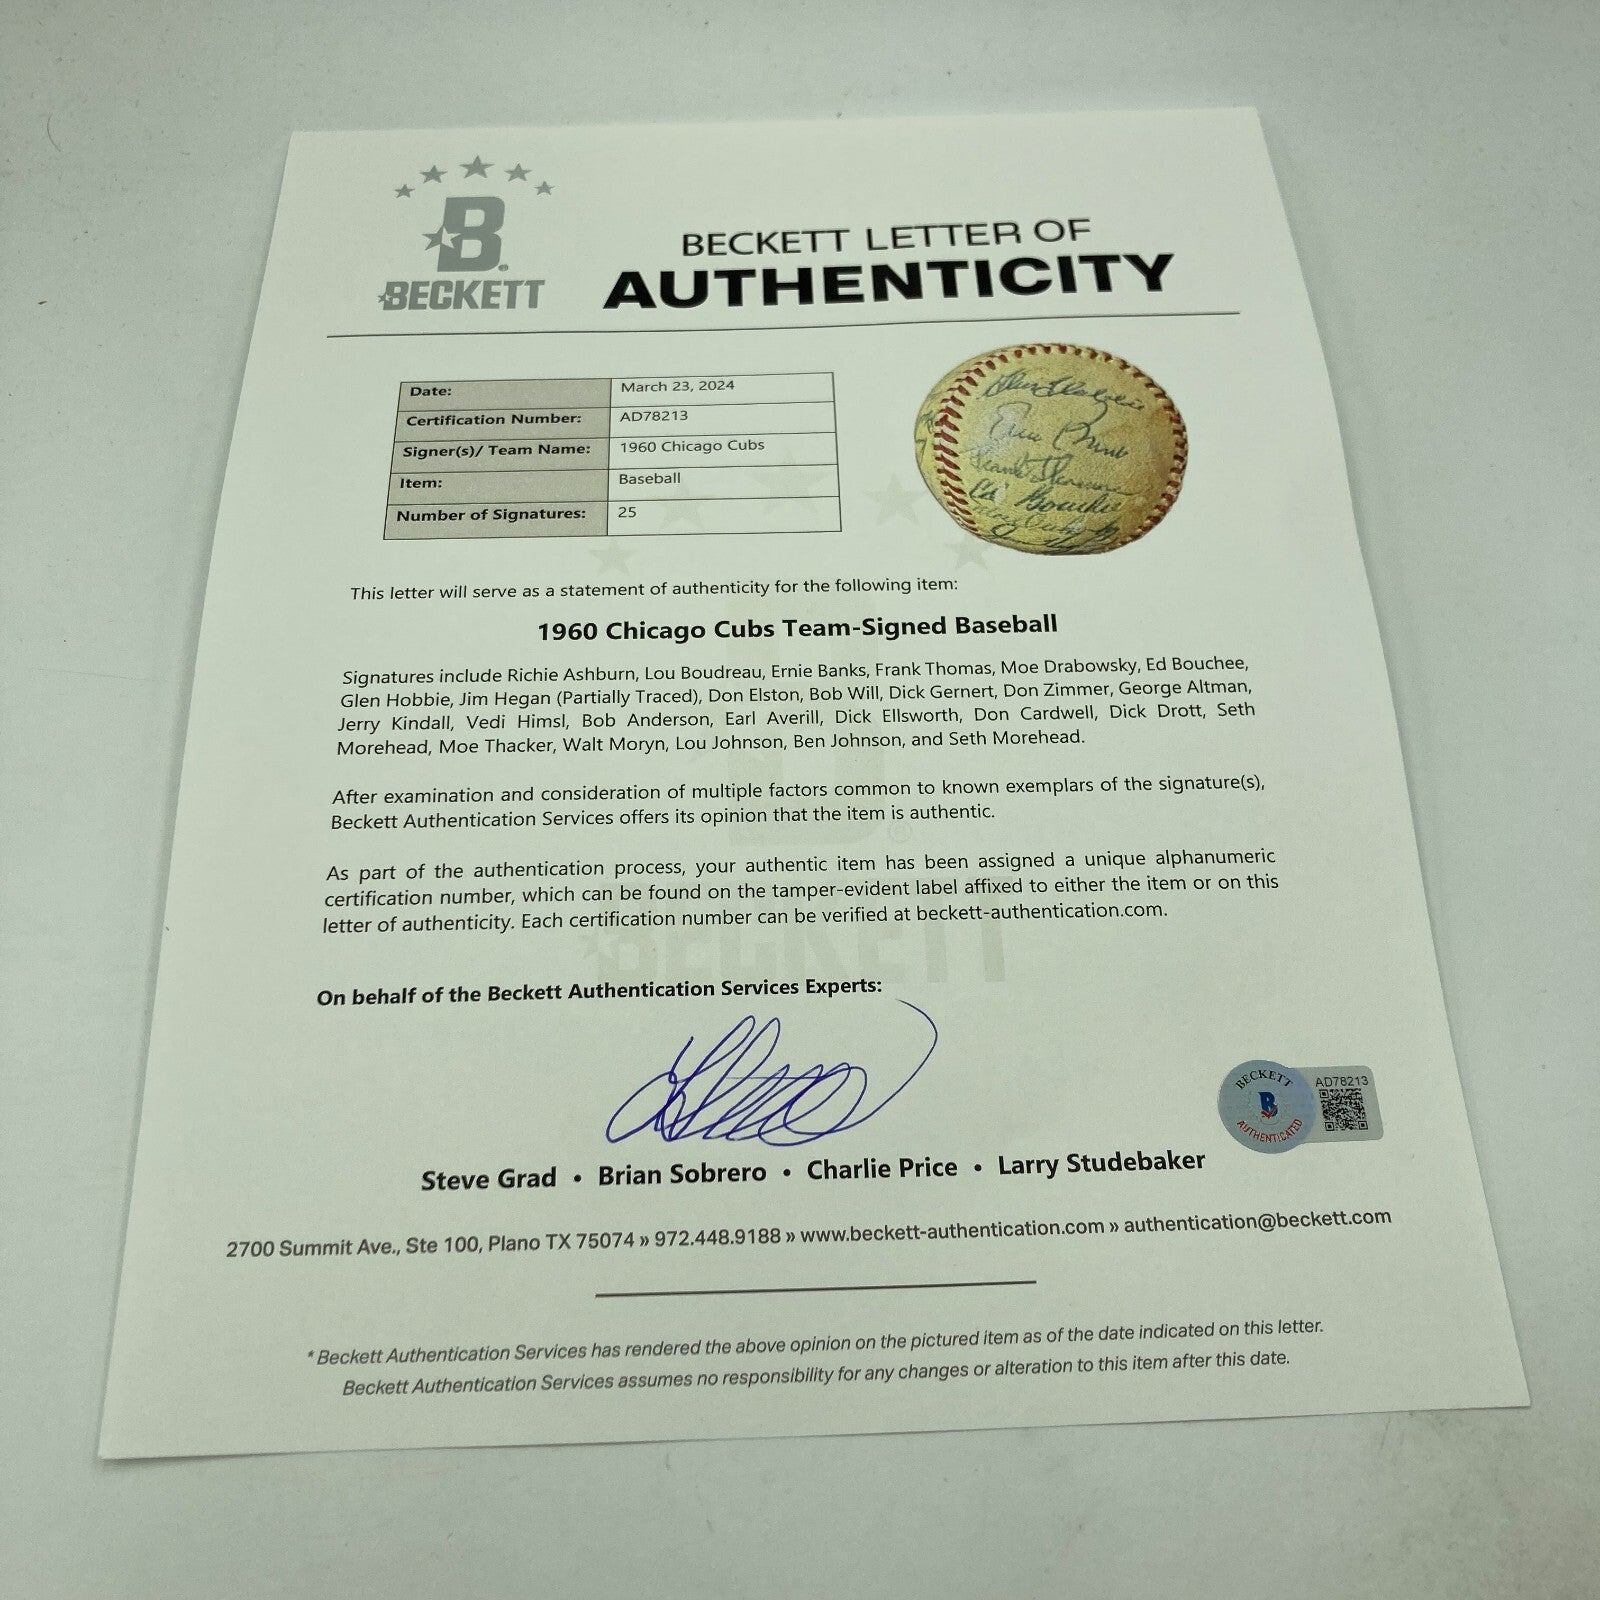 B
BECKETT
BECKETT LETTER OF
AUTHENTICITY
Date: March 23, 2024
Certification Number: AD78213
Signer(s)/ Team Name: 1960 Chicago Cubs
Item: Baseball
Number of Signatures: 25
Ed Bouchee
This letter will serve as a statement of authenticity for the following item:
1960 Chicago Cubs Team-Signed Baseball
Signatures include Richie Ashburn, Lou Boudreau, Ernie Banks, Frank Thomas, Moe Drabowsky, Ed Bouchee,
Glen Hobbie, Jim Hegan (Partially Traced), Don Elston, Bob Will, Dick Gernert, Don Zimmer, George Altman,
Jerry Kindall, Vedi Himsl, Bob Anderson, Earl Averill, Dick Ellsworth, Don Cardwell, Dick Drott, Seth
Morehead, Moe Thacker, Walt Moryn, Lou Johnson, Ben Johnson, and Seth Morehead.
After examination and consideration of multiple factors common to known exemplars of the signature(s),
Beckett Authentication Services offers its opinion that the item is authentic.
As part of the authentication process, your authentic item has been assigned a unique alphanumeric
certification number, which can be found on the tamper-evident label affixed to either the item or on this
letter of authenticity. Each certification number can be verified at beckett-authentication.com.
BECKETT
On behalf of the Beckett Authentication Services Experts:
BECKETT
B
AUTHENTICATED
AD78213
Steve Grad • Brian Sobrero • Charlie Price • Larry Studebaker
2700 Summit Ave., Ste 100, Plano TX 75074 » 972.448.9188 » www.beckett-authentication.com » authentication@beckett.com
* Beckett Authentication Services has rendered the above opinion on the pictured item as of the date indicated on this letter.
Beckett Authentication Services assumes no responsibility for any changes or alteration to this item after this date.